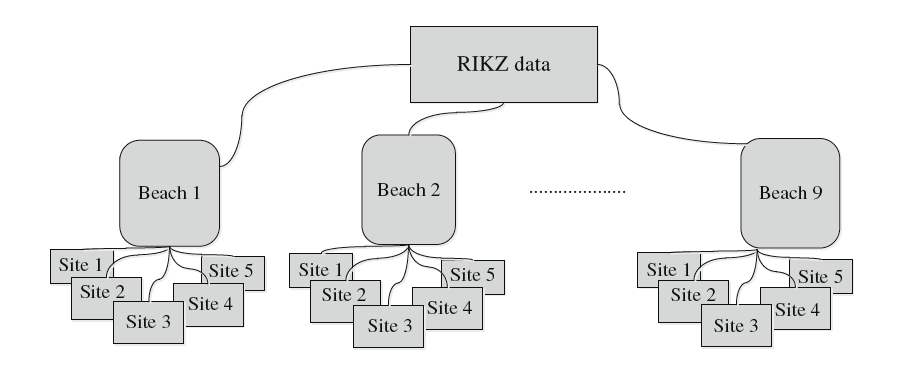 RIKZ data
Beach 1
Beach 2
....................
Beach 9
Site 1
Site 2
Site 3
Site 4
Site 5
Site 1
Site 2
Site 3
Site 4
Site 5
Site 1
Site 2
Site 3
Site 4
Site 5